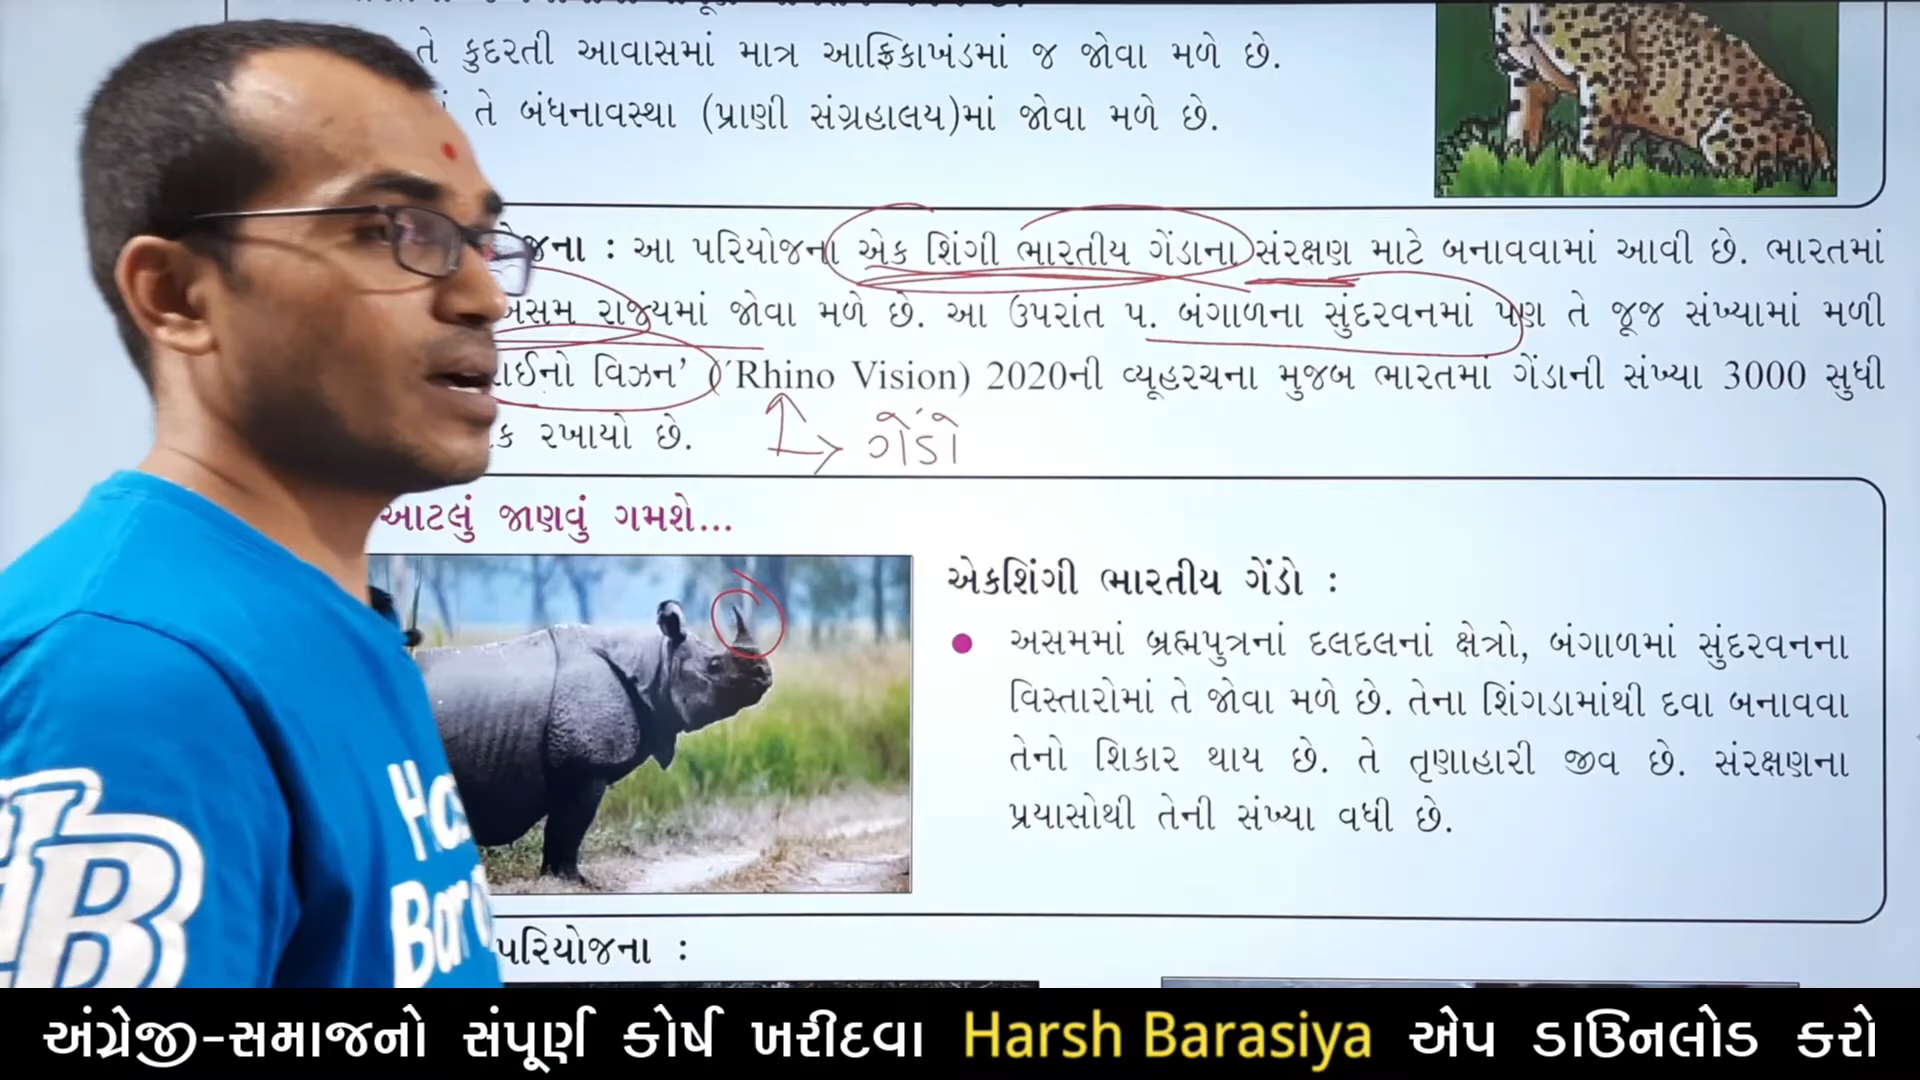 તે કુદરતી આવાસમાં માત્ર આફ્રિકાખંડમાં જ જોવા મળે છે.
તે બંધનાવસ્થા (પ્રાણી સંગ્રહાલય)માં જોવા મળે છે.
આ પરિયોજના એક શિંગી ભારતીય ગેંડાના સંરક્ષણ માટે બનાવવામાં આવી છે. ભારતમાં
અસમ રાજ્યમાં જોવા મળે છે. આ ઉપરાંત પ. બંગાળના સુંદરવનમાં પણ તે જૂજ સંખ્યામાં મળી
વિઝન’ (´Rhino Vision) 2020ની વ્યૂહરચના મુજબ ભારતમાં ગેંડાની સંખ્યા 3000 સુધી
રખાયો છે.
ગેંડો
આટલું જાણવું ગમશે...
એકશિંગી ભારતીય ગેંડો :
● અસમમાં બ્રહ્મપુત્રનાં દલદલનાં ક્ષેત્રો, બંગાળમાં સુંદરવનના
વિસ્તારોમાં તે જોવા મળે છે. તેના શિંગડામાંથી દવા બનાવવા
તેનો શિકાર થાય છે. તે તૃણાહારી જીવ છે. સંરક્ષણના
પ્રયાસોથી તેની સંખ્યા વધી છે.
પરિયોજના :
HB
અંગ્રેજી-સમાજનો સંપૂર્ણ કોર્ષ ખરીદવા Harsh Barasiya એપ ડાઉનલોડ કરો